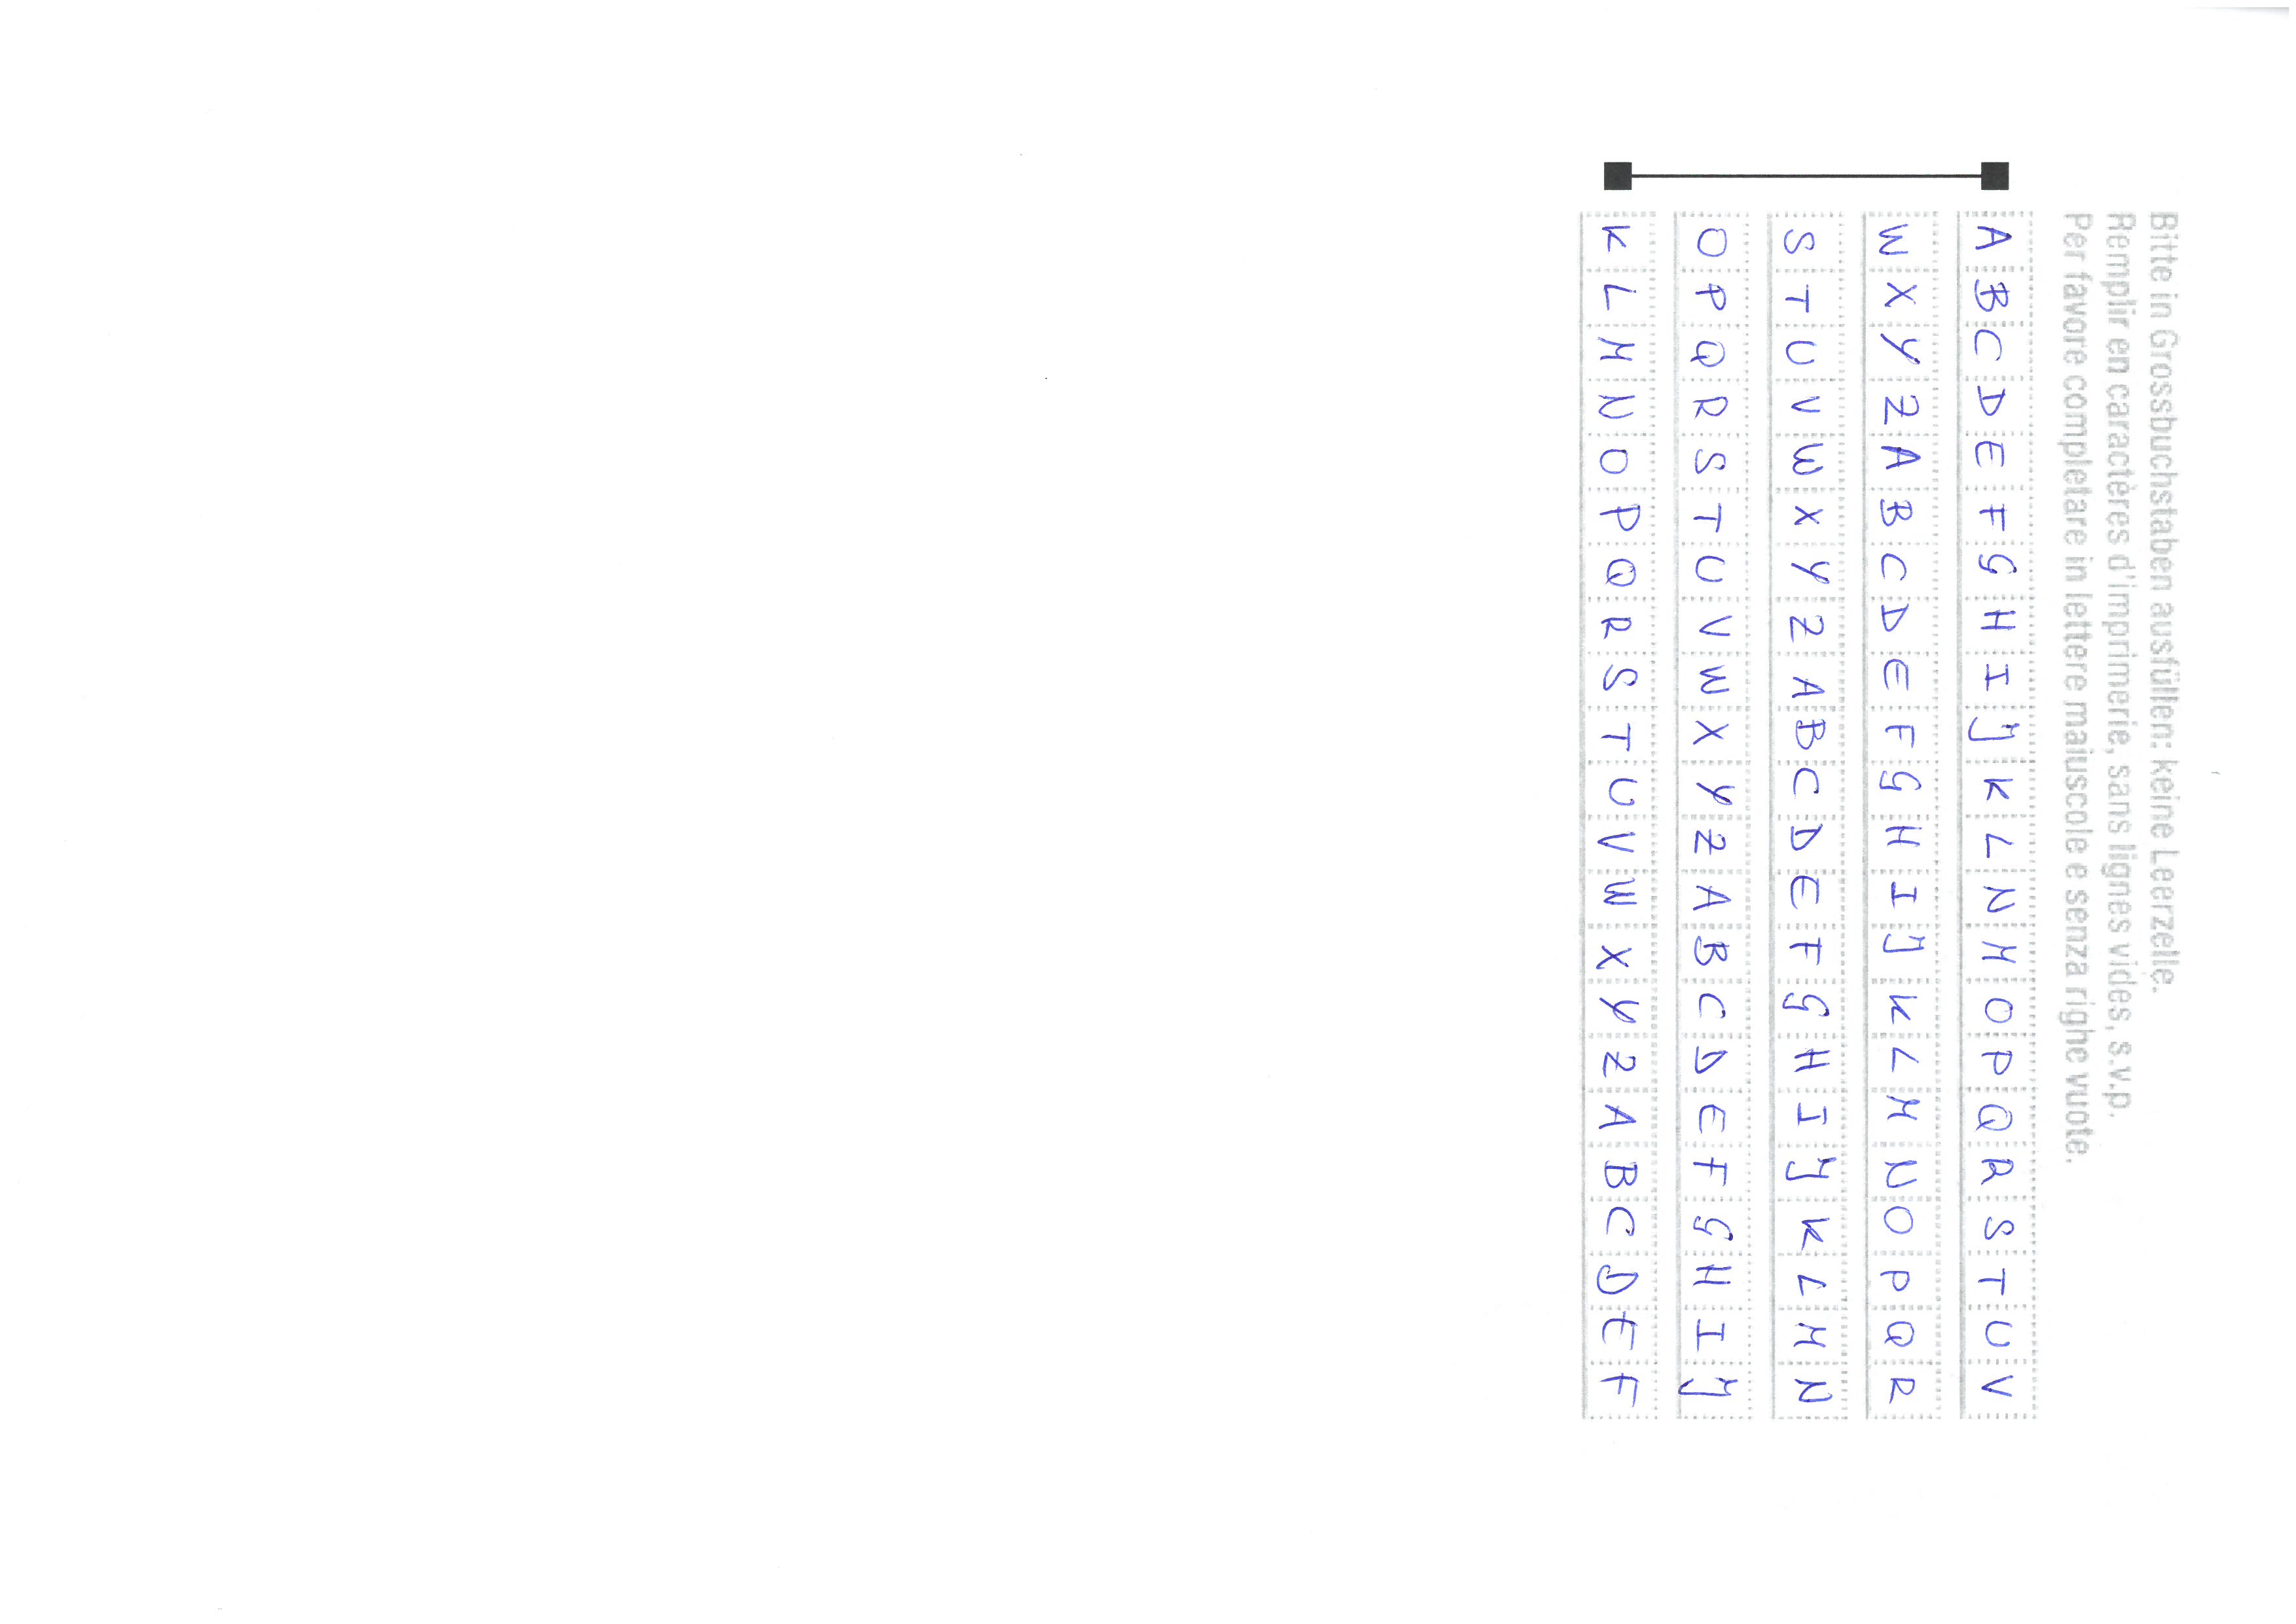 Bitte in Grossbuchstaben ausfüllen: keine Leerzelle.
Remplir en caractères d'imprimerie, sans lignes vides, s.v.p.
Per favore completare in lettere maiuscole e senza righe vuote.
A B C D E F G H I J K L N M O P Q R S T U V
W X Y Z A B C D E F G H I J K L M N O P Q R
S T U V W X Y Z A B C D E F G H I J K L M N
O P Q R S T U V W X Y Z A B C D E F G H I J
K L M N O P Q R S T U V W X Y Z A B C D E F